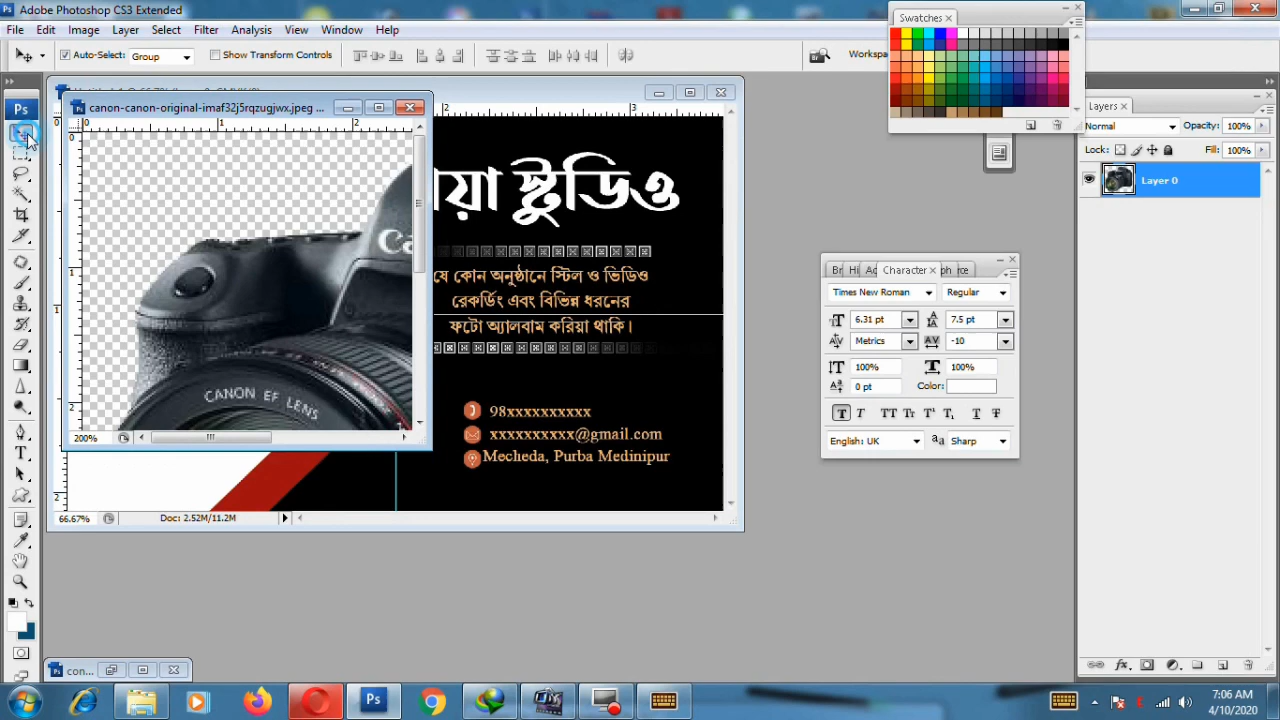 Adobe Photoshop CS3 Extended
File Edit Image Layer Select Filter Analysis View Window Help
Auto-Select: Group Show Transform Controls
Swatches
canon-canon-original-imaf32j5rqzugjwx.jpeg ...
Layers
Normal Opacity: 100%
Lock: Fill: 100%
Layer 0
য়া স্টুডিও
যে কোন অনুষ্ঠানে স্টিল ও ভিডিও
রেকর্ডিং এবং বিভিন্ন ধরনের
ফটো অ্যালবাম করিয়া থাকি।
98xxxxxxxxxx
xxxxxxxxxx@gmail.com
Mecheda, Purba Medinipur
CANON EF LENS
200%
66.67% Doc: 2.52M/11.2M
Character
Times New Roman Regular
6.31 pt 7.5 pt
Metrics -10
100% 100%
0 pt Color:
English: UK Sharp
con...
7:06 AM
4/10/2020